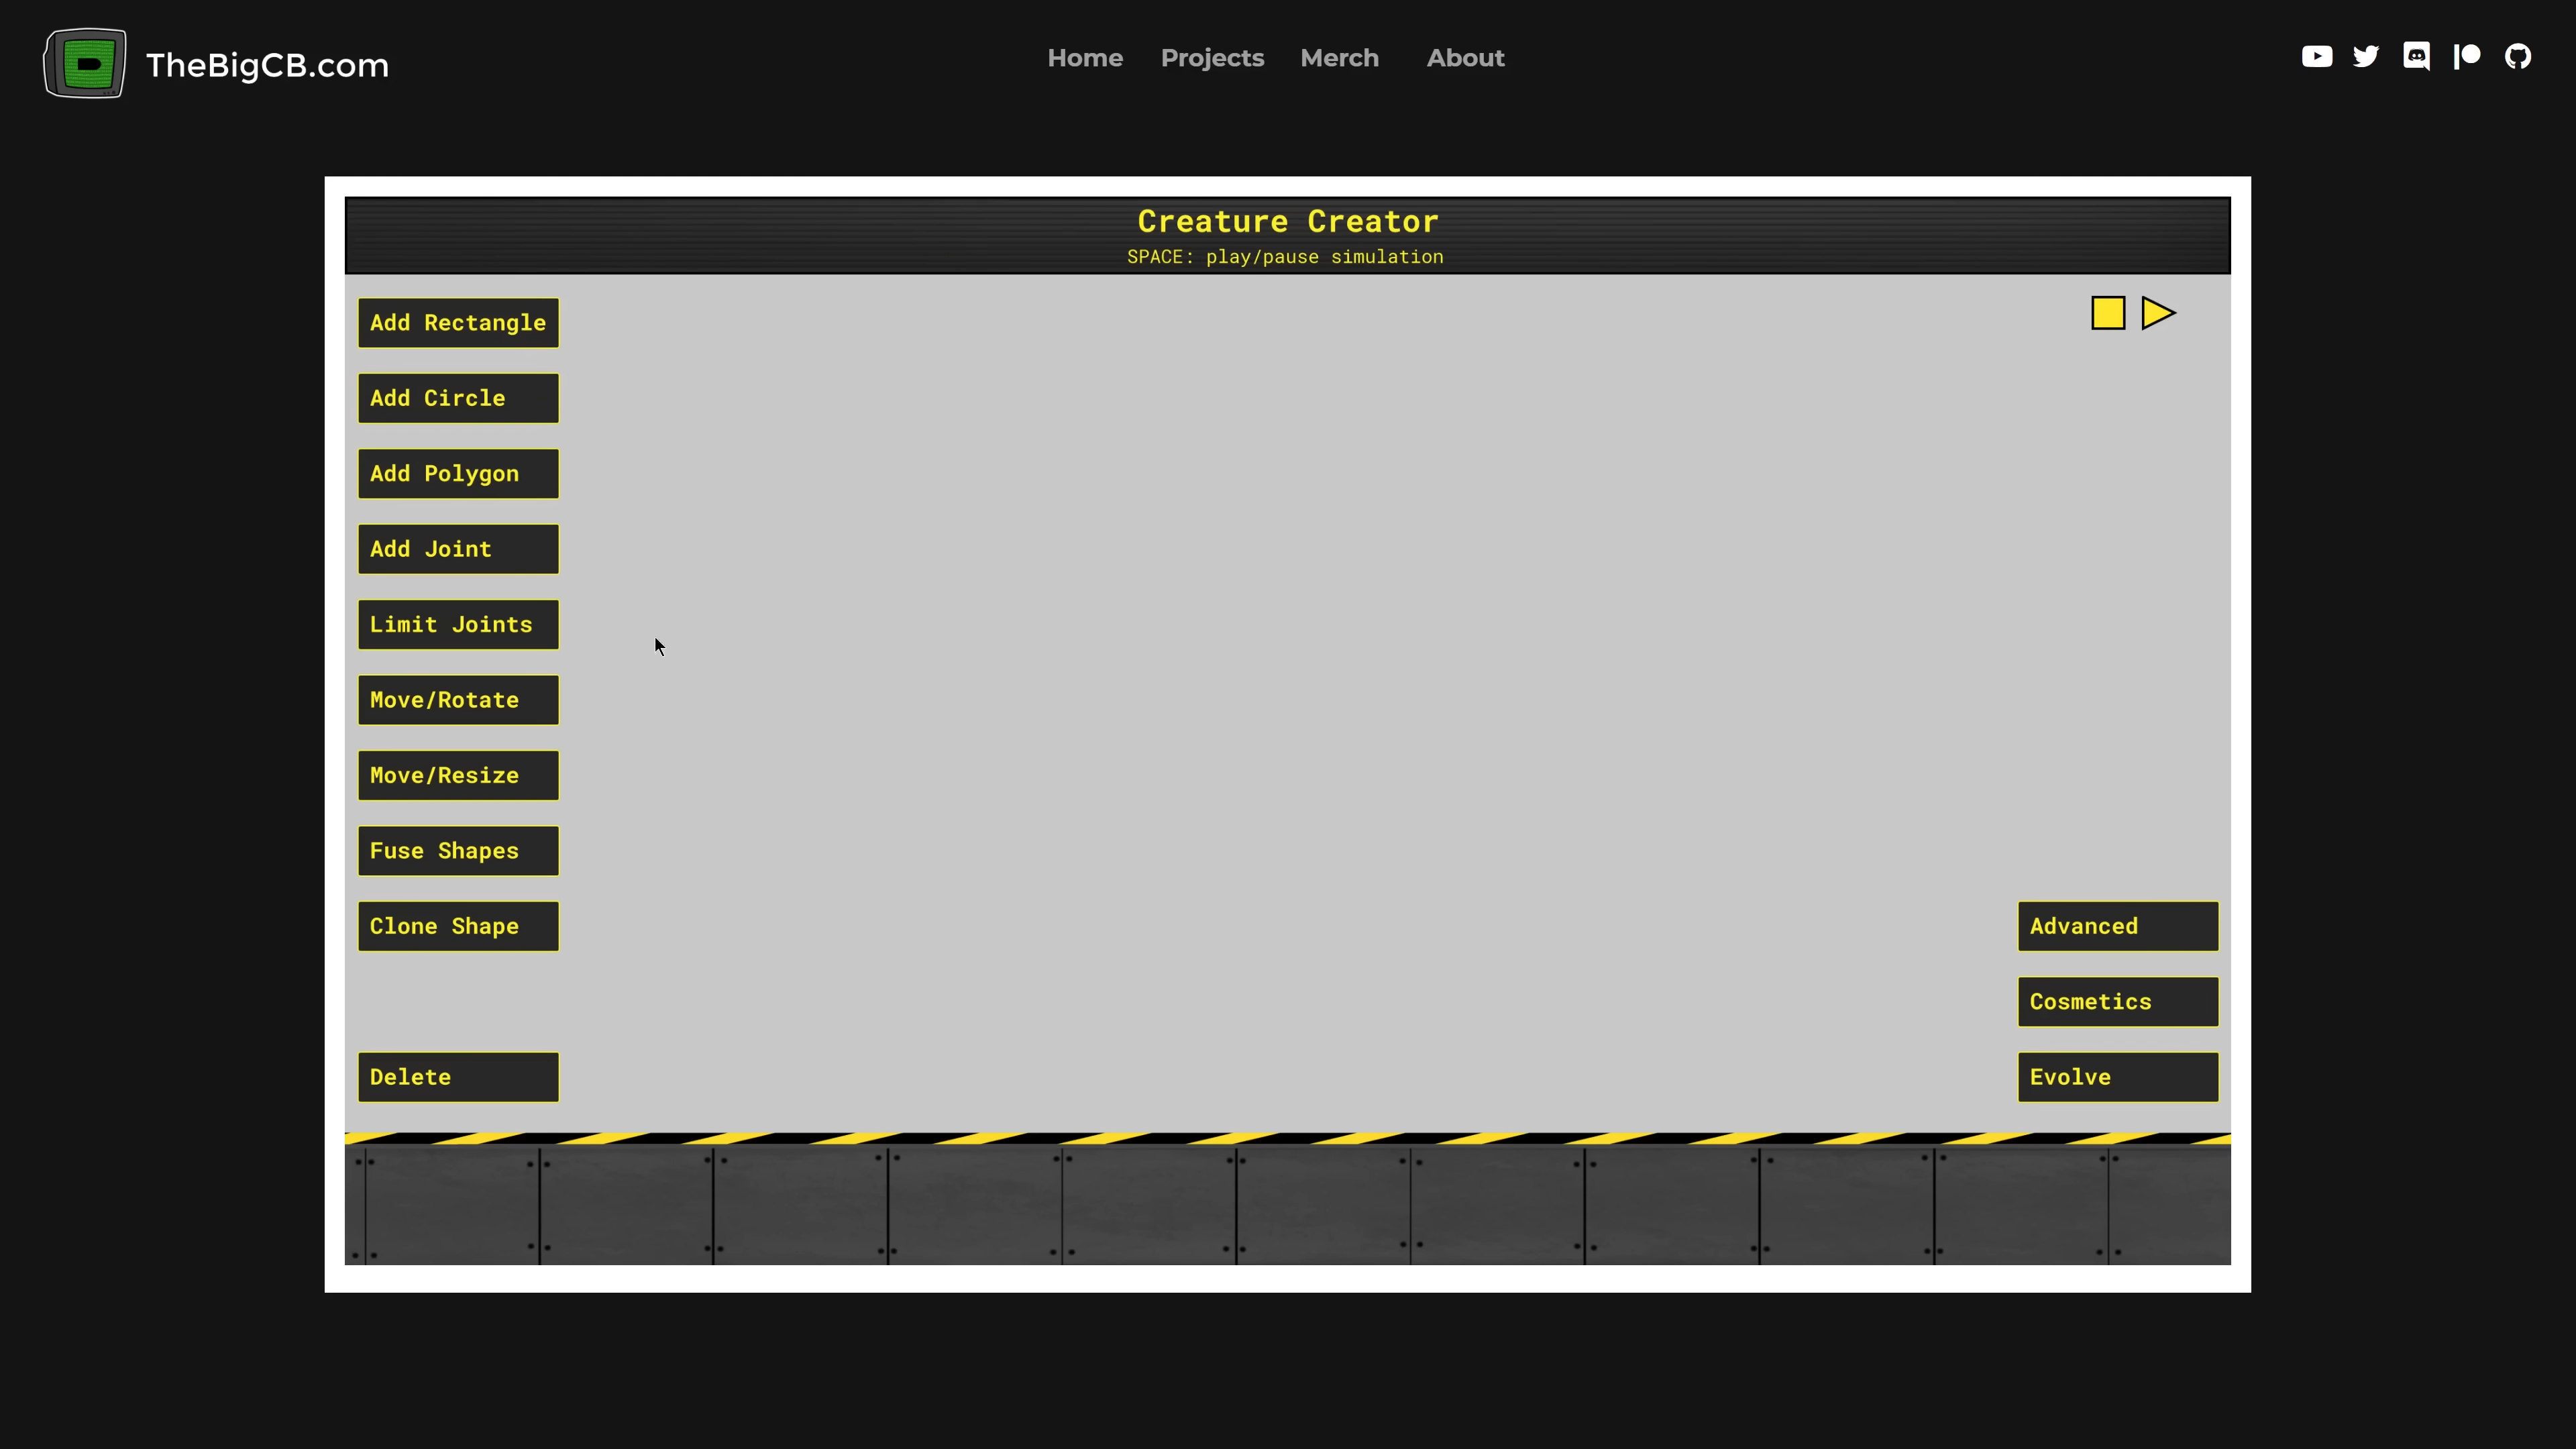 TheBigCB.com
Home Projects Merch About
Creature Creator
SPACE: play/pause simulation
Add Rectangle
Add Circle
Add Polygon
Add Joint
Limit Joints
Move/Rotate
Move/Resize
Fuse Shapes
Clone Shape
Delete
Advanced
Cosmetics
Evolve